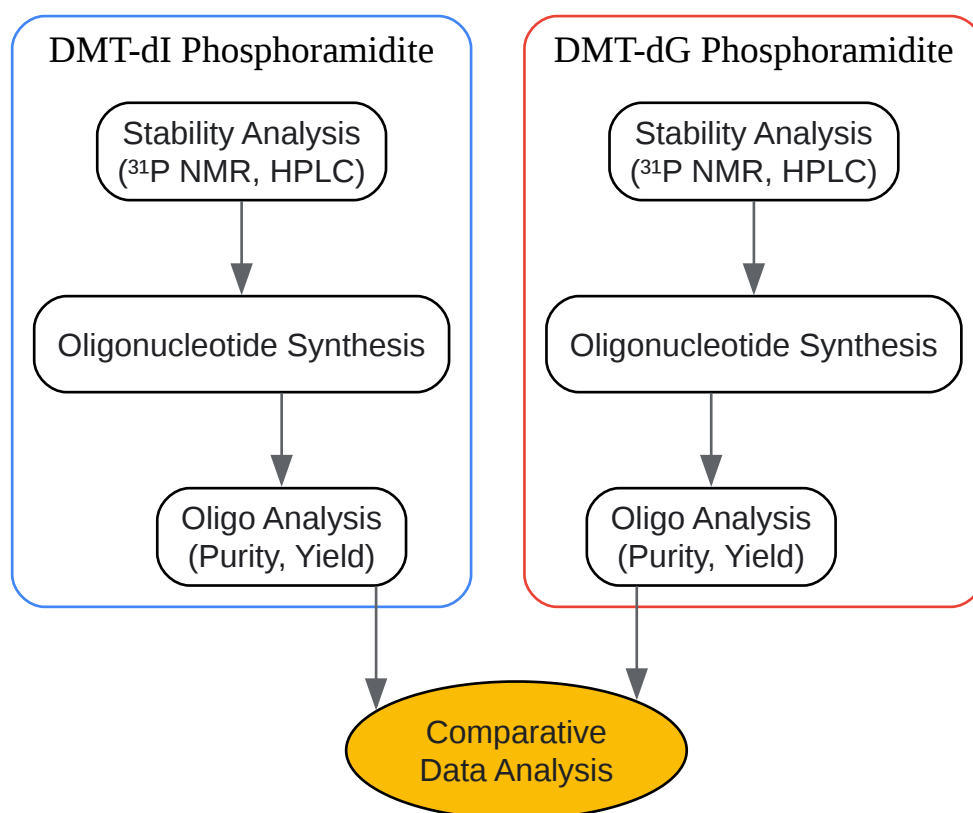 DMT-dI Phosphoramidite
Stability Analysis
(³¹P NMR, HPLC)
Oligonucleotide Synthesis
Oligo Analysis
(Purity, Yield)
DMT-dG Phosphoramidite
Stability Analysis
(³¹P NMR, HPLC)
Oligonucleotide Synthesis
Oligo Analysis
(Purity, Yield)
Comparative
Data Analysis